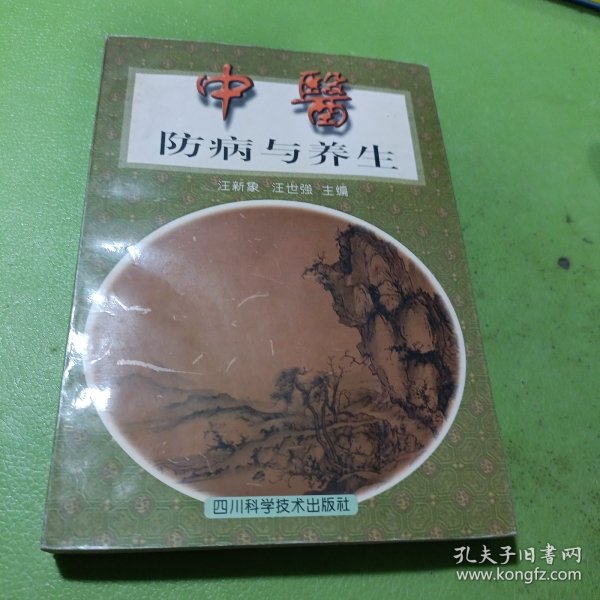 中醫
防病与养生
汪新象 汪世強 主编
四川科学技术出版社
孔夫子旧书网
www.kongfz.com